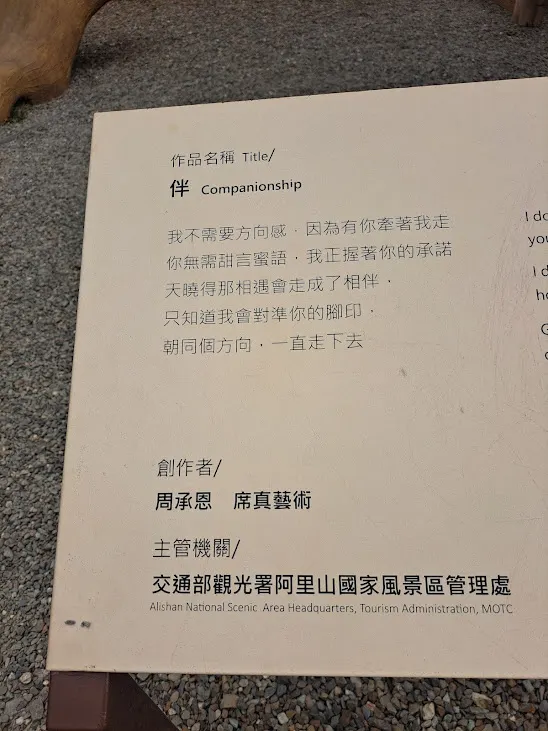 作品名稱 Title/
伴 Companionship
我不需要方向感，因為有你牽著我走
你無需甜言蜜語，我正握著你的承諾
天曉得那相遇會走成了相伴，
只知道我會對準你的腳印，
朝同個方向，一直走下去
I do
you
I d
創作者/
周承恩 席真藝術
主管機關/
交通部觀光署阿里山國家風景區管理處
Alishan National Scenic Area Headquarters, Tourism Administration, MOTC